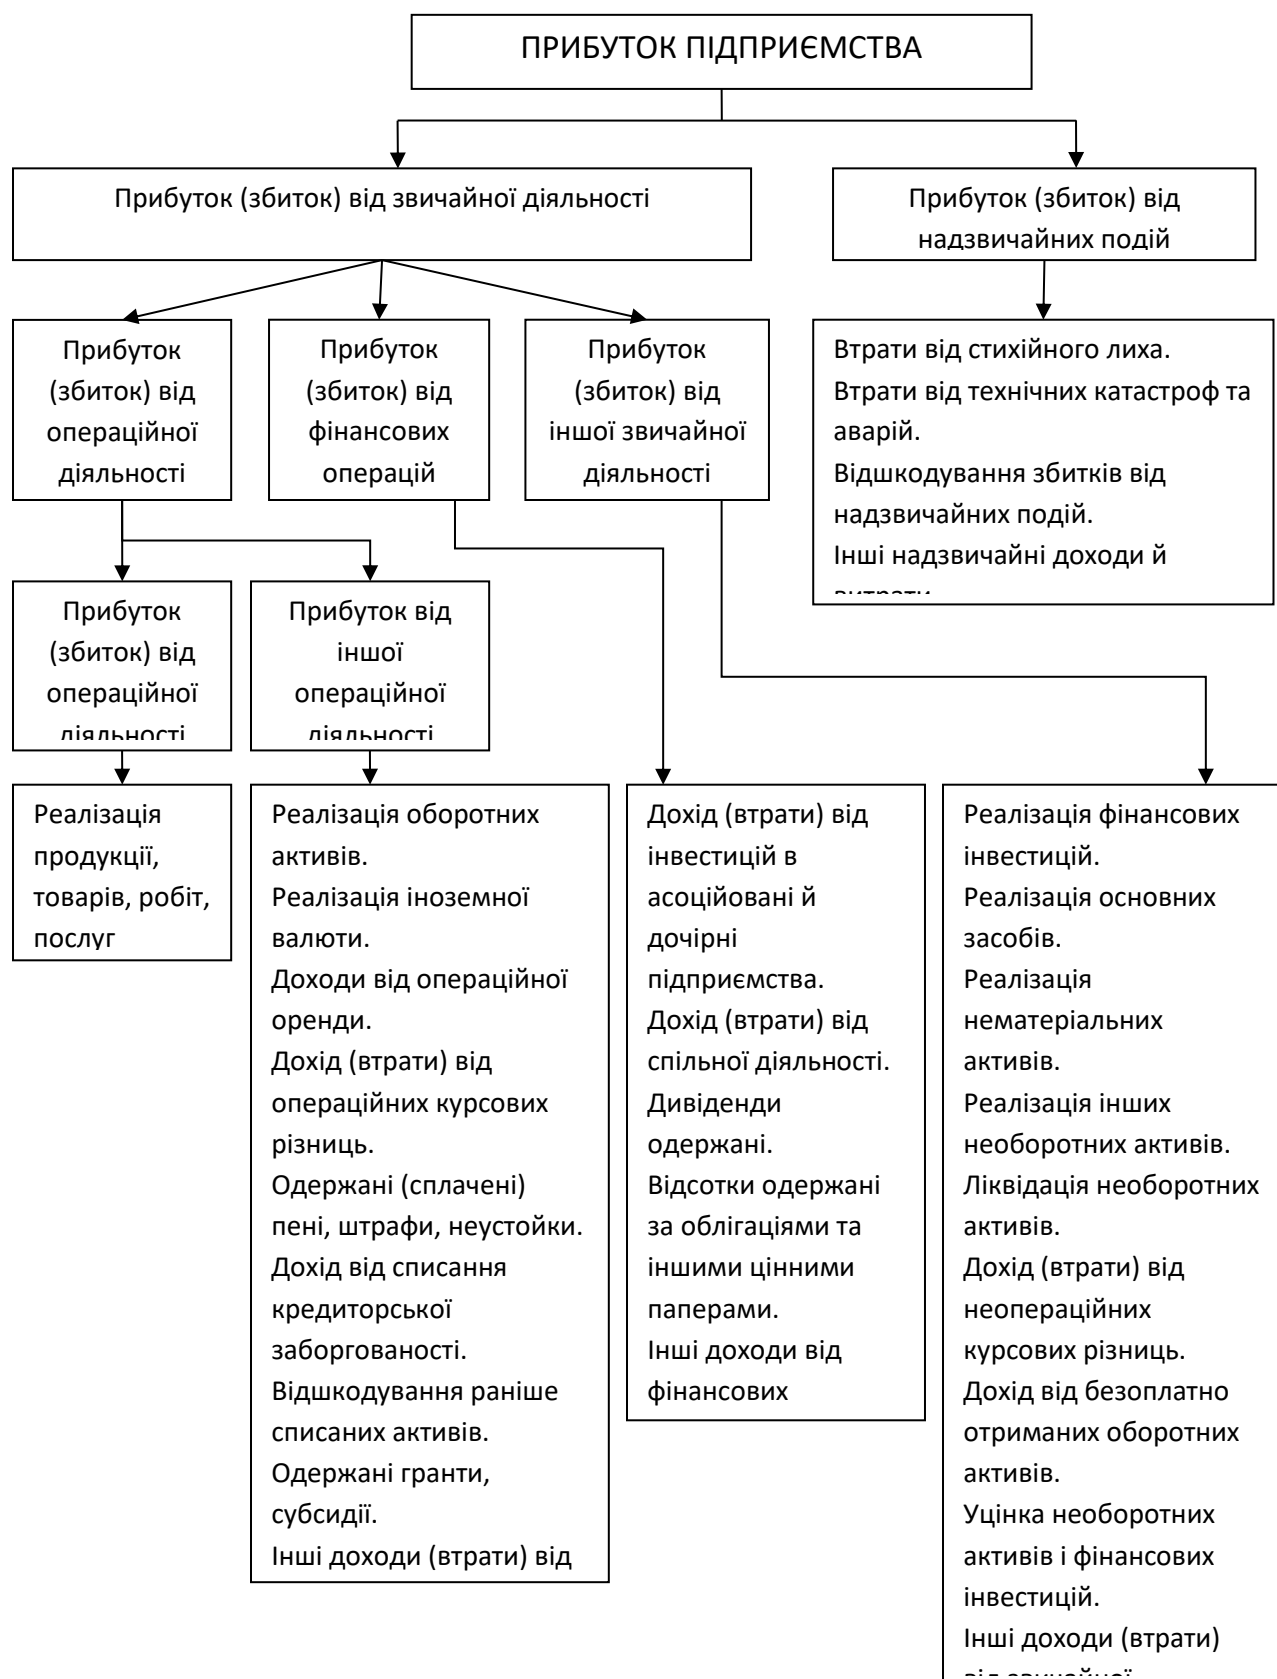 ПРИБУТОК ПІДПРИЄМСТВА
Прибуток (збиток) від звичайної діяльності
Прибуток (збиток) від
надзвичайних подій
Прибуток
(збиток) від
операційної
діяльності
Прибуток
(збиток) від
фінансових
операцій
Прибуток
(збиток) від
іншої звичайної
діяльності
Втрати від стихійного лиха.
Втрати від технічних катастроф та
аварій.
Відшкодування збитків від
надзвичайних подій.
Інші надзвичайні доходи й
витрати
Прибуток
(збиток) від
операційної
діяльності
Прибуток від
іншої
операційної
діяльності
Реалізація
продукції,
товарів, робіт,
послуг
Реалізація оборотних
активів.
Реалізація іноземної
валюти.
Доходи від операційної
оренди.
Дохід (втрати) від
операційних курсових
різниць.
Одержані (сплачені)
пені, штрафи, неустойки.
Дохід від списання
кредиторської
заборгованості.
Відшкодування раніше
списаних активів.
Одержані гранти,
субсидії.
Інші доходи (втрати) від
Дохід (втрати) від
інвестицій в
асоційовані й
дочірні
підприємства.
Дохід (втрати) від
спільної діяльності.
Дивіденди
одержані.
Відсотки одержані
за облігаціями та
іншими цінними
паперами.
Інші доходи від
фінансових
Реалізація фінансових
інвестицій.
Реалізація основних
засобів.
Реалізація
нематеріальних
активів.
Реалізація інших
необоротних активів.
Ліквідація необоротних
активів.
Дохід (втрати) від
неопераційних
курсових різниць.
Дохід від безоплатно
отриманих оборотних
активів.
Уцінка необоротних
активів і фінансових
інвестицій.
Інші доходи (втрати)
від звичайної